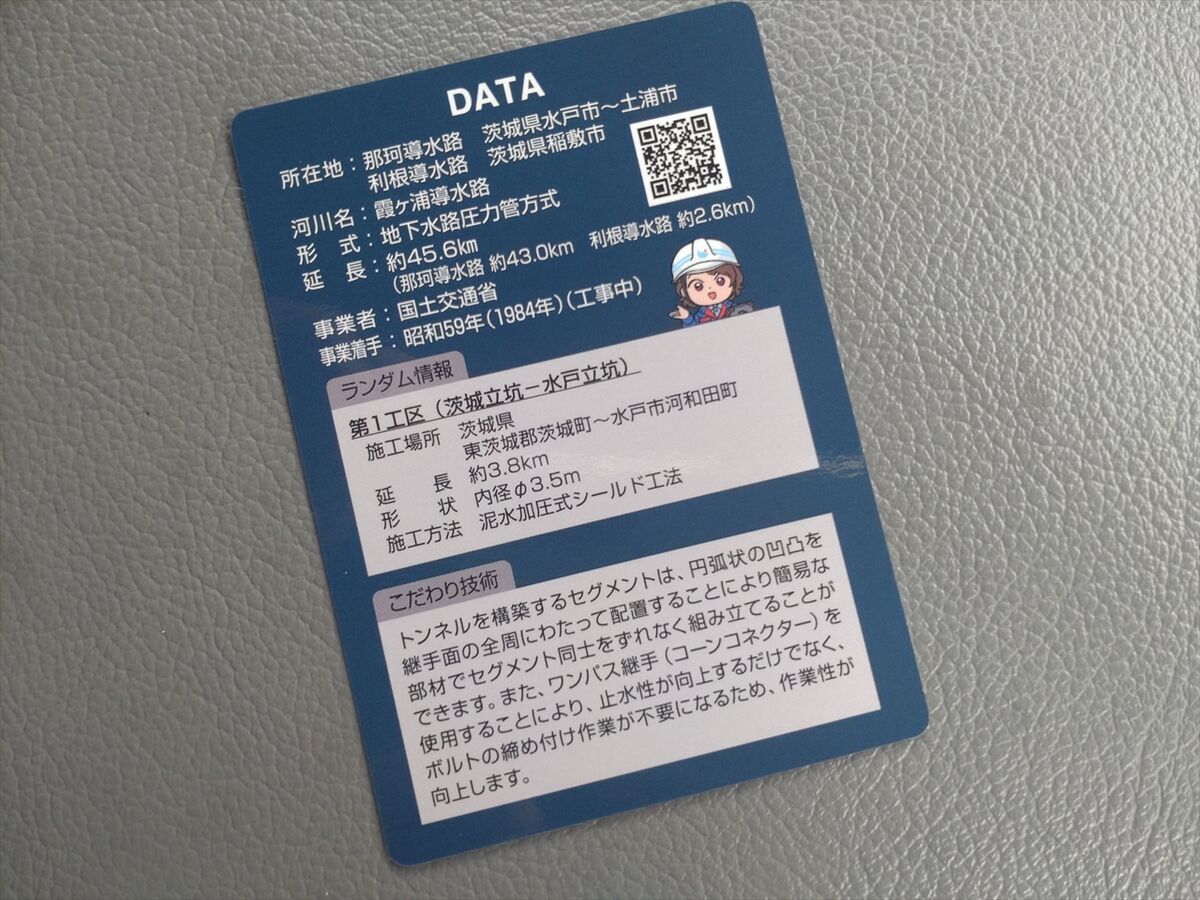 DATA
所在地：那珂導水路　茨城県水戸市〜土浦市
利根導水路　茨城県稲敷市
河川名：霞ヶ浦導水路
形　式：地下水路圧力管方式
延　長：約45.6km
（那珂導水路 約43.0km　利根導水路 約2.6km）
事業者：国土交通省
事業着手：昭和59年（1984年）（工事中）
ランダム情報
第1工区（茨城立坑－水戸立坑）
施工場所　茨城県
東茨城郡茨城町〜水戸市河和田町
延　長　約3.8km
形　状　内径φ3.5m
施工方法　泥水加圧式シールド工法
こだわり技術
トンネルを構築するセグメントは、円弧状の凹凸を
継手面の全周にわたって配置することにより簡易な
部材でセグメント同士をずれなく組み立てることが
できます。また、ワンパス継手（コーンコネクター）を
使用することにより、止水性が向上するだけでなく、
ボルトの締め付け作業が不要になるため、作業性が
向上します。